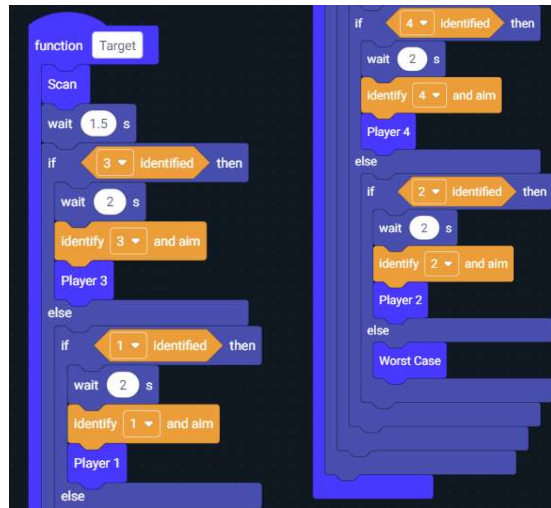 function Target
Scan
wait 1.5 s
if 3 identified then
wait 2 s
identify 3 and aim
Player 3
else
if 1 identified then
wait 2 s
Identify 1 and aim
Player 1
else
if 4 identified then
wait 2 s
identify 4 and aim
Player 4
else
if 2 identified then
wait 2 s
identify 2 and aim
Player 2
else
Worst Case